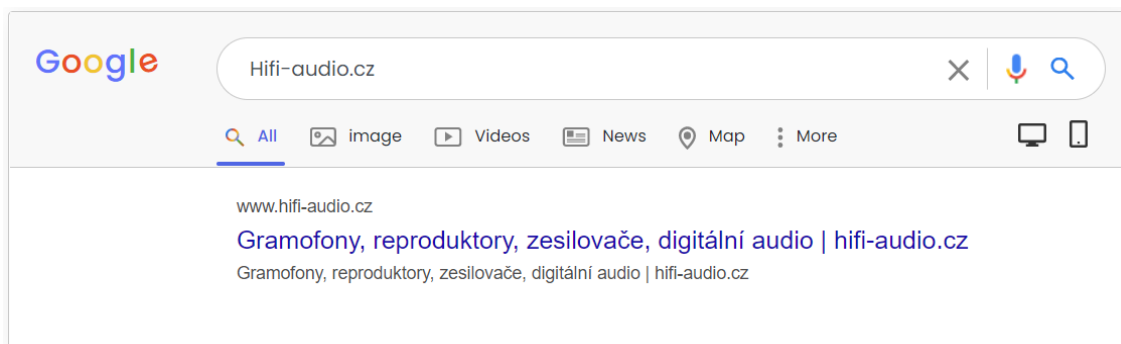 Google Hifi-audio.cz
All image Videos News Map More
www.hifi-audio.cz
Gramofony, reproduktory, zesilovače, digitální audio | hifi-audio.cz
Gramofony, reproduktory, zesilovače, digitální audio | hifi-audio.cz